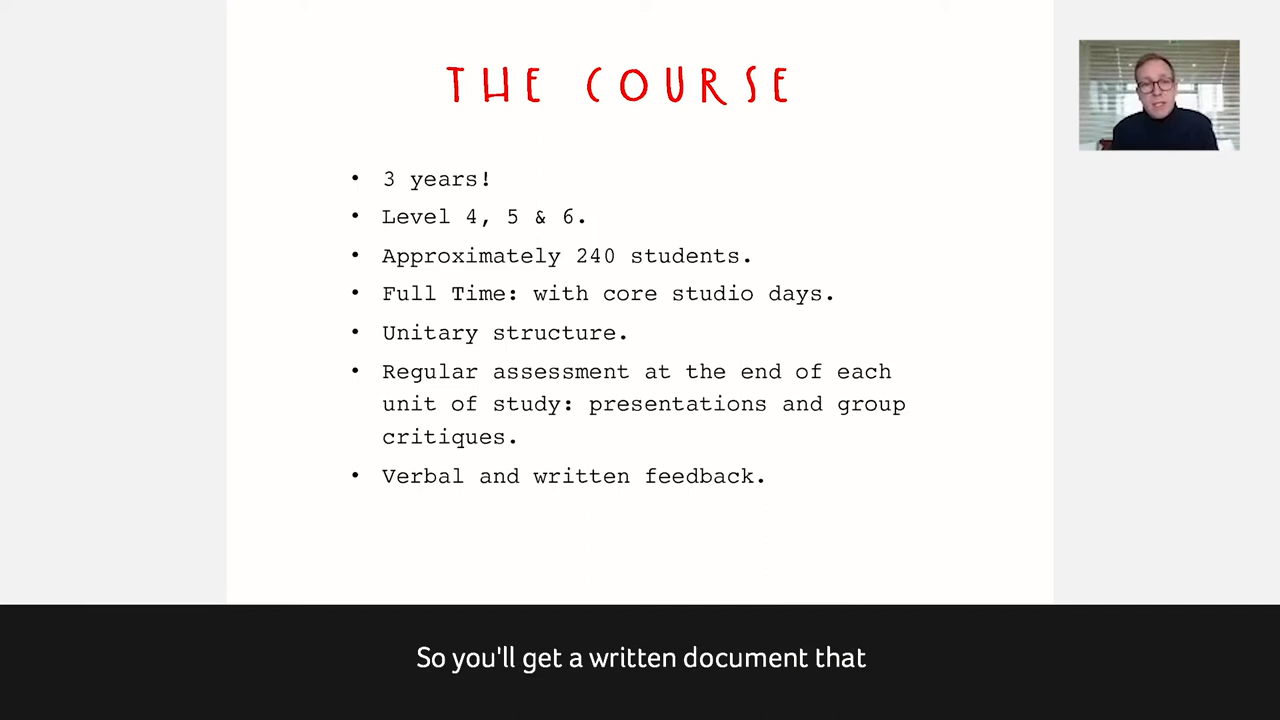 THE COURSE
• 3 years!
• Level 4, 5 & 6.
• Approximately 240 students.
• Full Time: with core studio days.
• Unitary structure.
• Regular assessment at the end of each
unit of study: presentations and group
critiques.
• Verbal and written feedback.
So you'll get a written document that